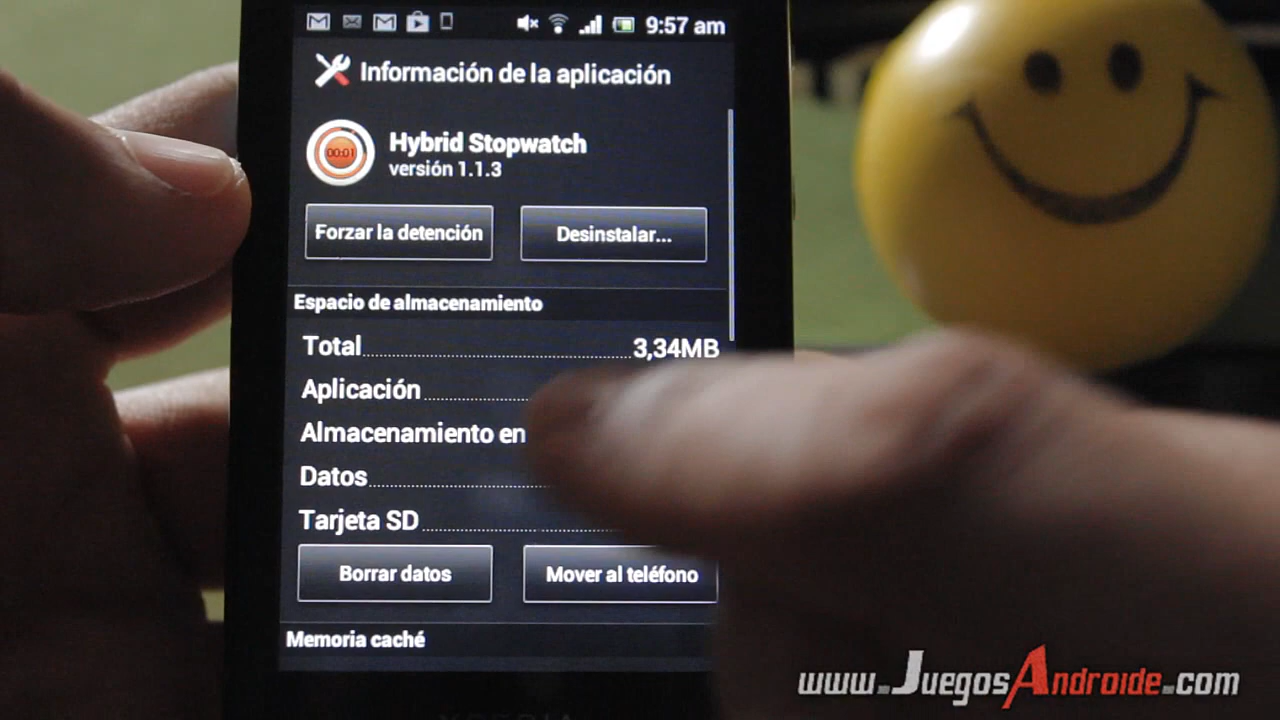 9:57 am
Información de la aplicación
00:01
Hybrid Stopwatch
versión 1.1.3
Forzar la detención
Desinstalar...
Espacio de almacenamiento
Total 3,34MB
Aplicación
Almacenamiento en
Datos
Tarjeta SD
Borrar datos
Mover al teléfono
Memoria caché
www.JuegosAndroide.com